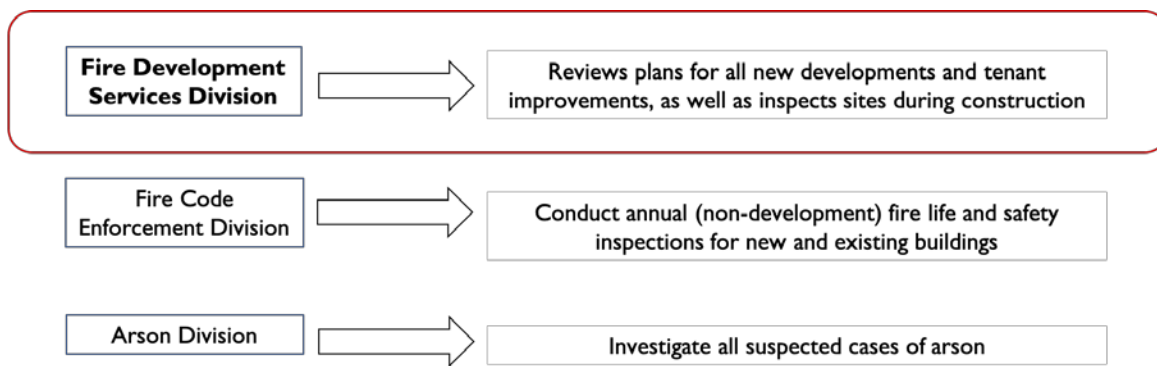 Fire Development
Services Division
Reviews plans for all new developments and tenant
improvements, as well as inspects sites during construction
Fire Code
Enforcement Division
Conduct annual (non-development) fire life and safety
inspections for new and existing buildings
Arson Division
Investigate all suspected cases of arson